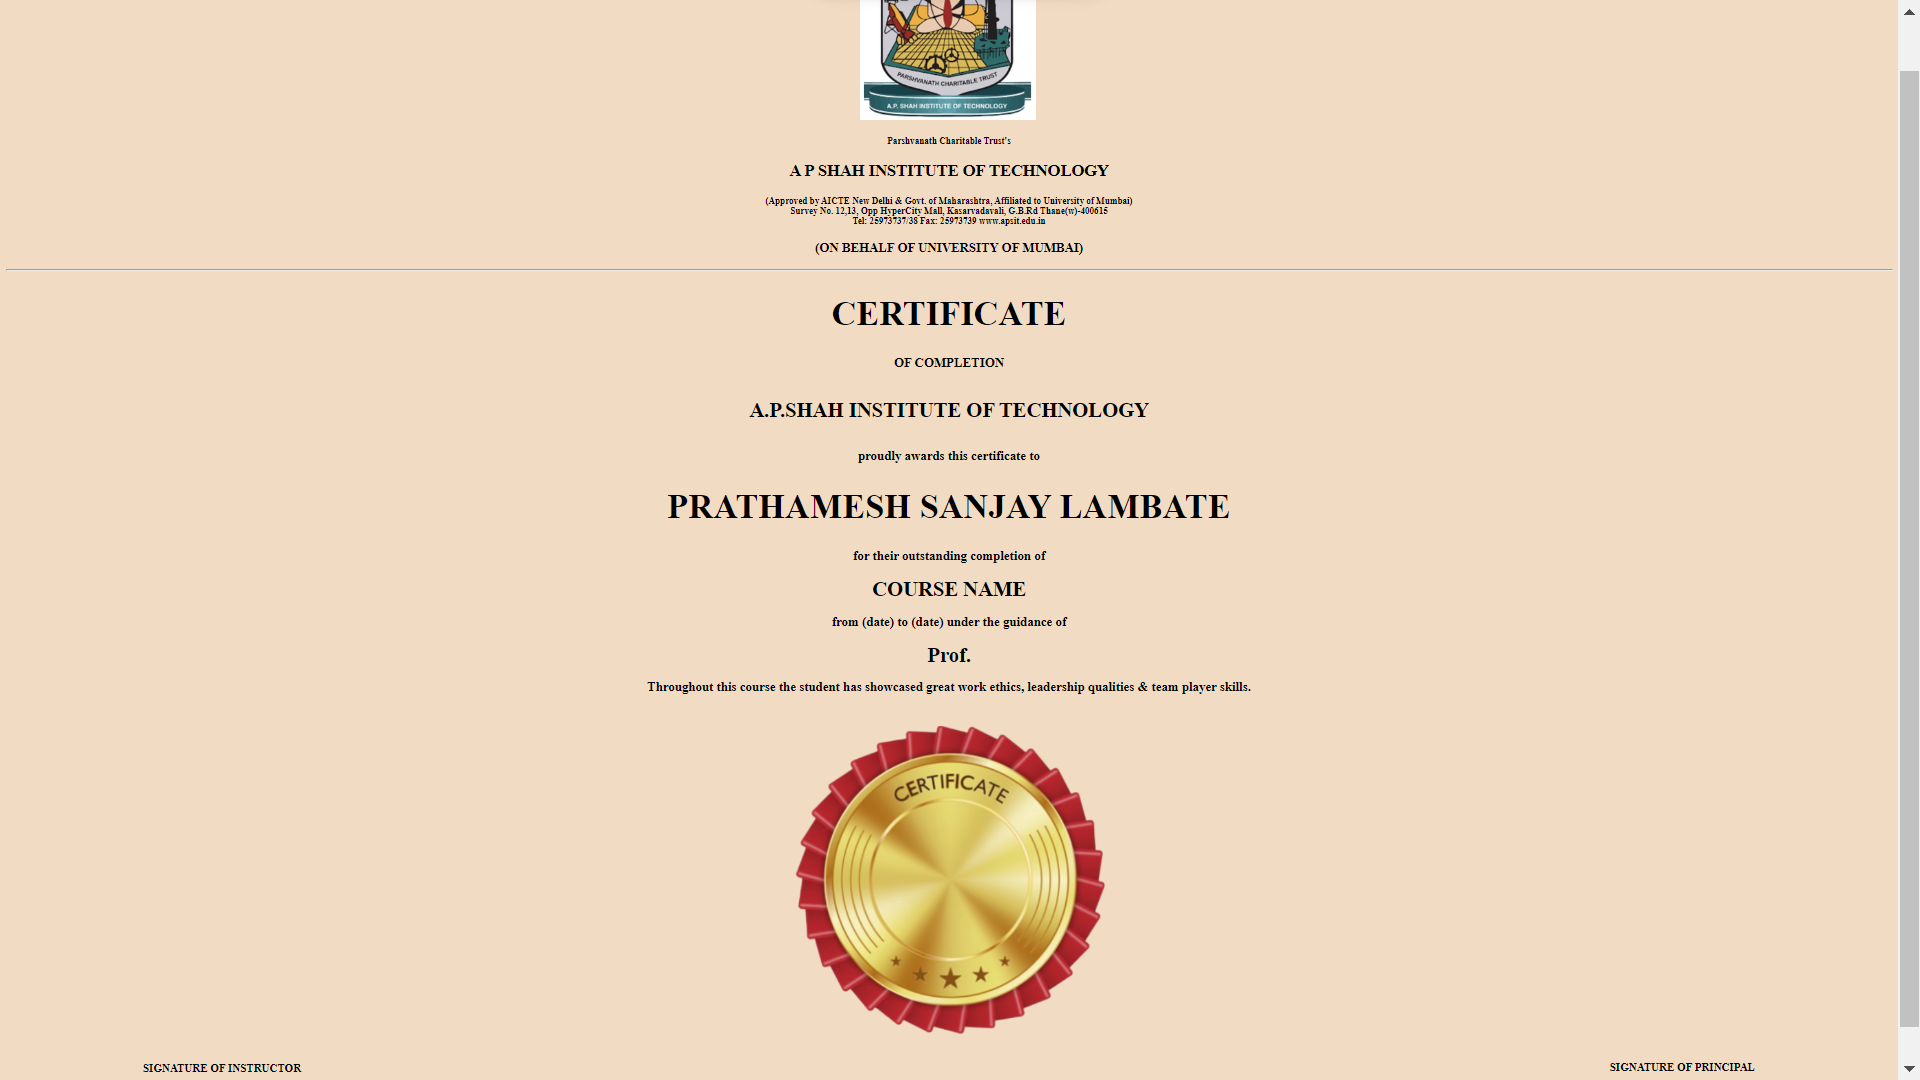 PARSHVANATH CHARITABLE TRUST
A.P. SHAH INSTITUTE OF TECHNOLOGY
Parshvanath Charitable Trust's
A P SHAH INSTITUTE OF TECHNOLOGY
(Approved by AICTE New Delhi & Govt. of Maharashtra, Affiliated to University of Mumbai)
Survey No. 12,13, Opp HyperCity Mall, Kasarvadavali, G.B.Rd Thane(w)-400615
Tel: 25973737/38 Fax: 25973739 www.apsit.edu.in
(ON BEHALF OF UNIVERSITY OF MUMBAI)
CERTIFICATE
OF COMPLETION
A.P.SHAH INSTITUTE OF TECHNOLOGY
proudly awards this certificate to
PRATHAMESH SANJAY LAMBATE
for their outstanding completion of
COURSE NAME
from (date) to (date) under the guidance of
Prof.
Throughout this course the student has showcased great work ethics, leadership qualities & team player skills.
CERTIFICATE
SIGNATURE OF INSTRUCTOR
SIGNATURE OF PRINCIPAL